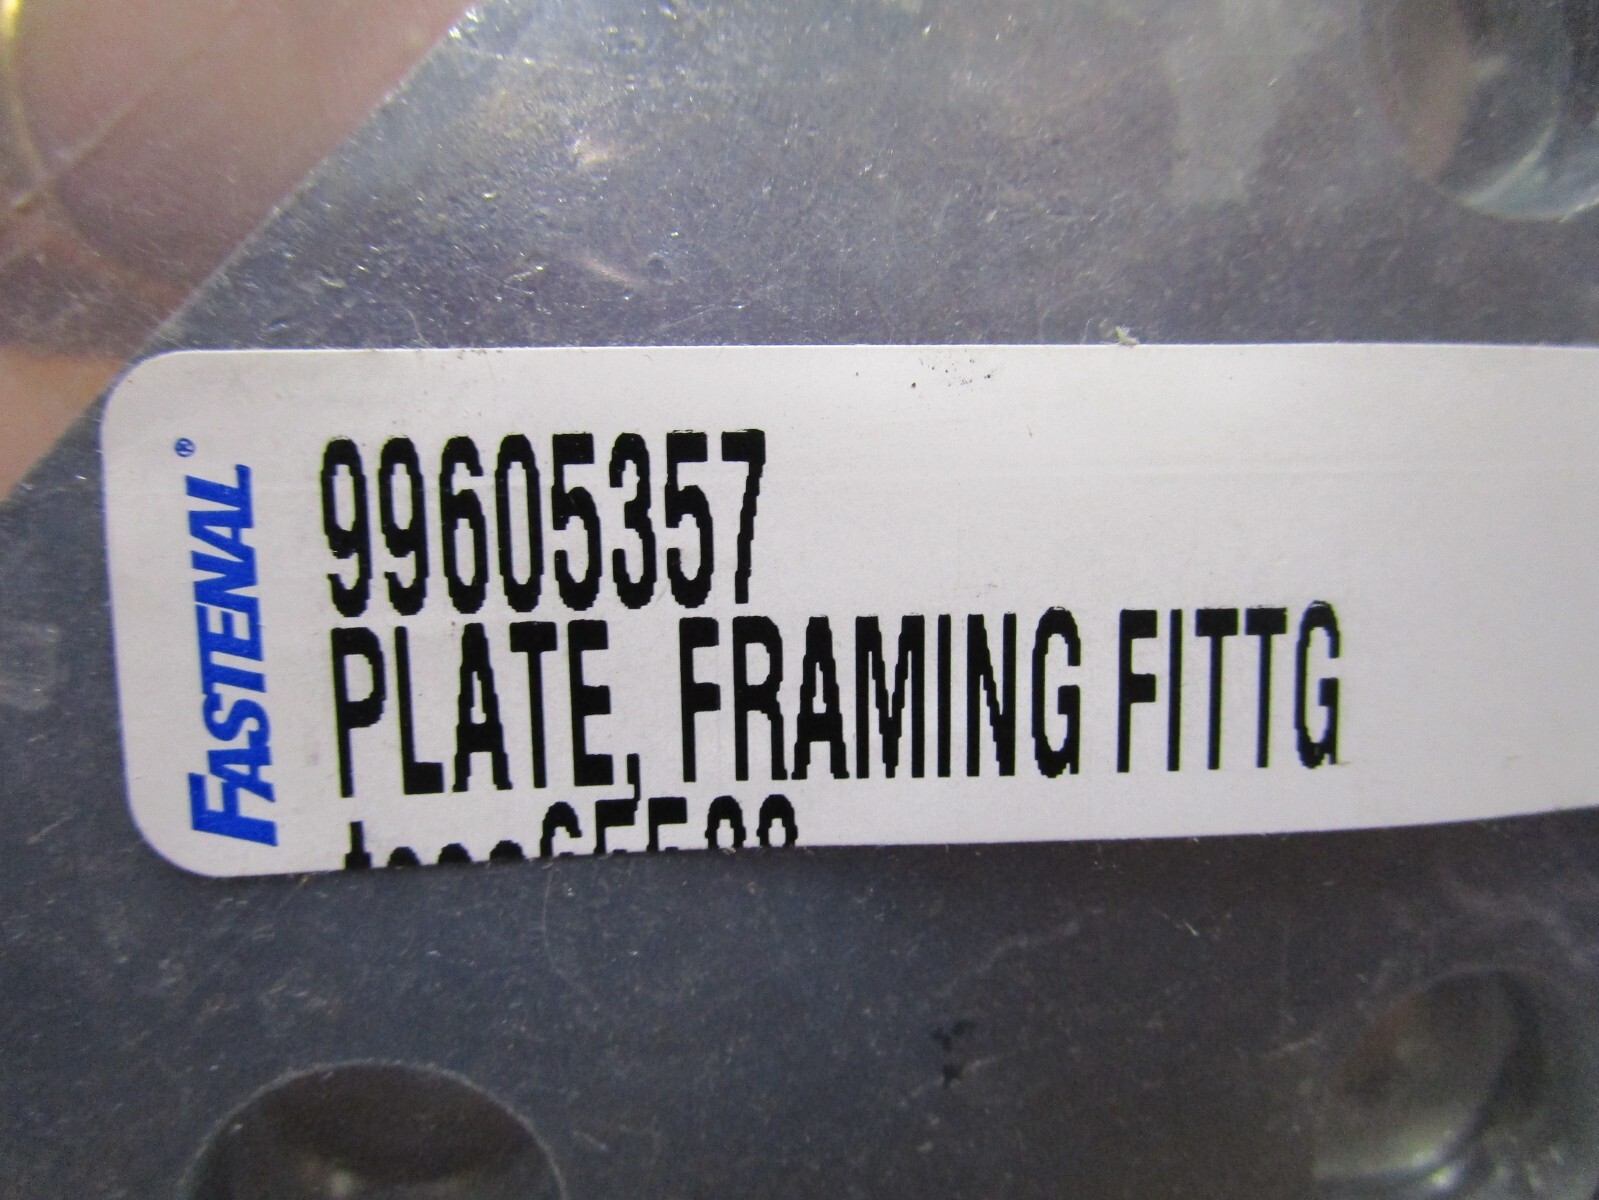 FASTENAL®
99605357
PLATE, FRAMING FITTG